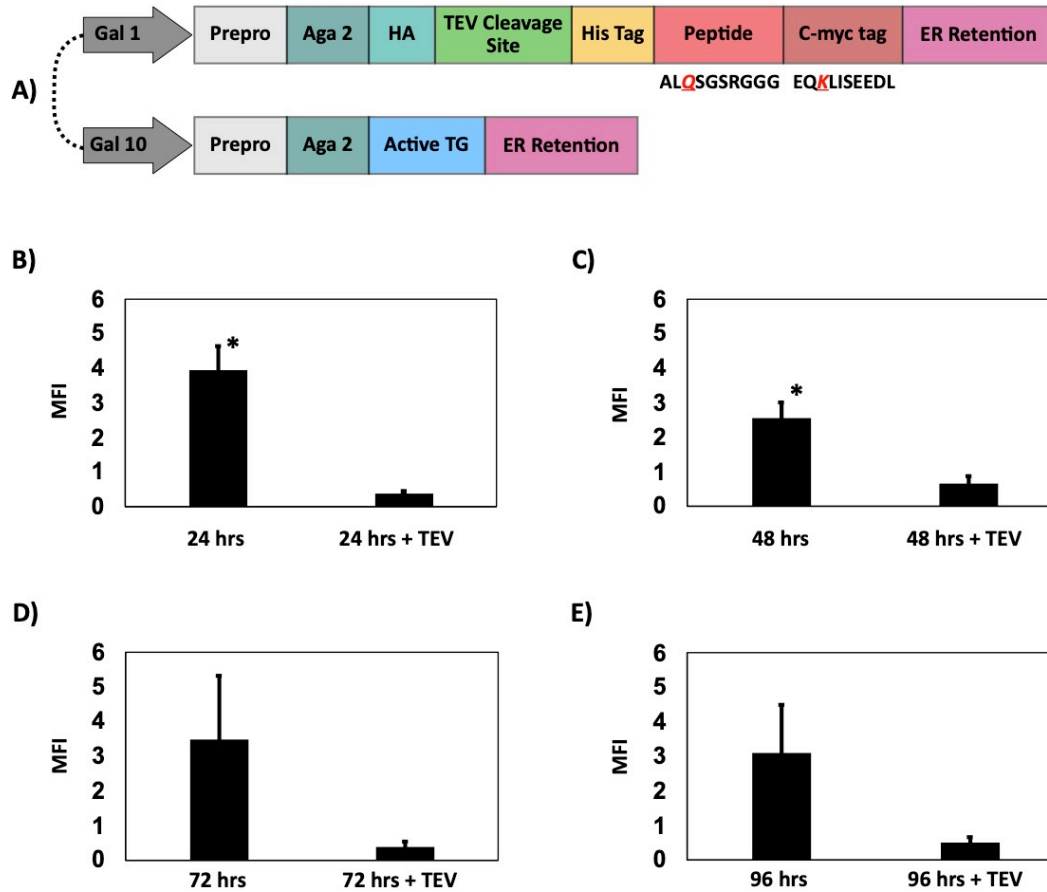 Gal 1 Prepro Aga 2 HA TEV Cleavage Site His Tag Peptide C-myc tag ER Retention
A)
ALQSGSRGGG EQKLISEEDL
Gal 10 Prepro Aga 2 Active TG ER Retention
B)
6
5
4
3
2
1
0
MFI
*
24 hrs 24 hrs + TEV
C)
6
5
4
3
2
1
0
MFI
*
48 hrs 48 hrs + TEV
D)
6
5
4
3
2
1
0
MFI
72 hrs 72 hrs + TEV
E)
6
5
4
3
2
1
0
MFI
96 hrs 96 hrs + TEV